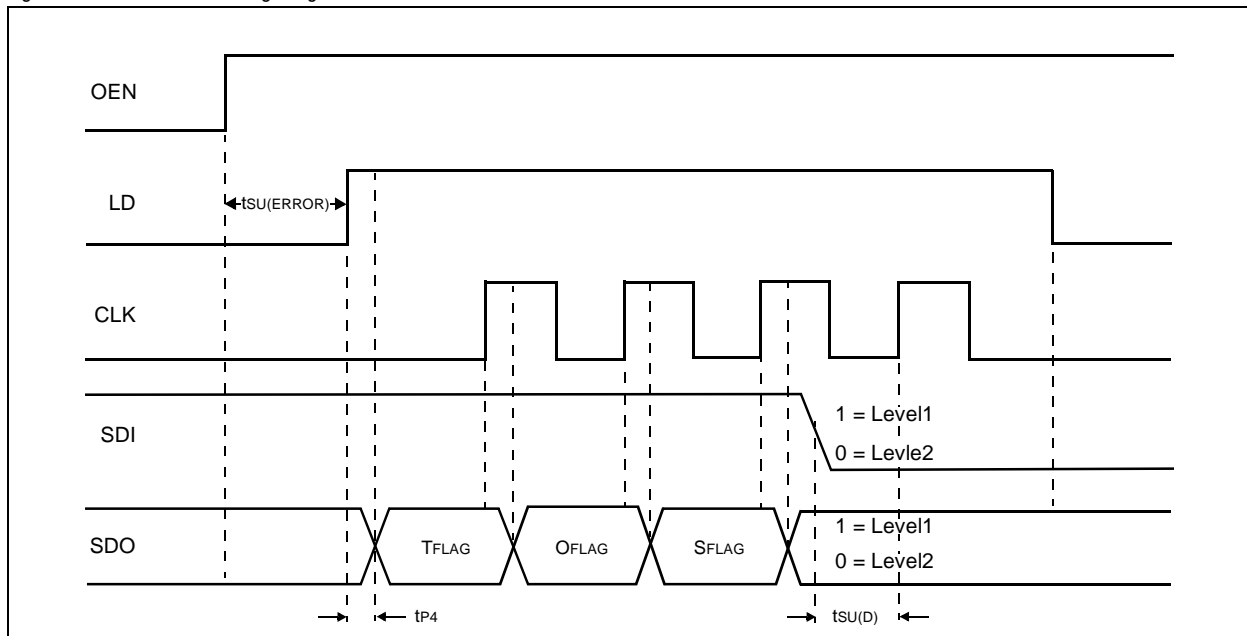 OEN
LD
tSU(ERROR)
CLK
SDI
1 = Level1
0 = Levle2
SDO
TFLAG
OFLAG
SFLAG
1 = Level1
0 = Level2
tP4
tSU(D)